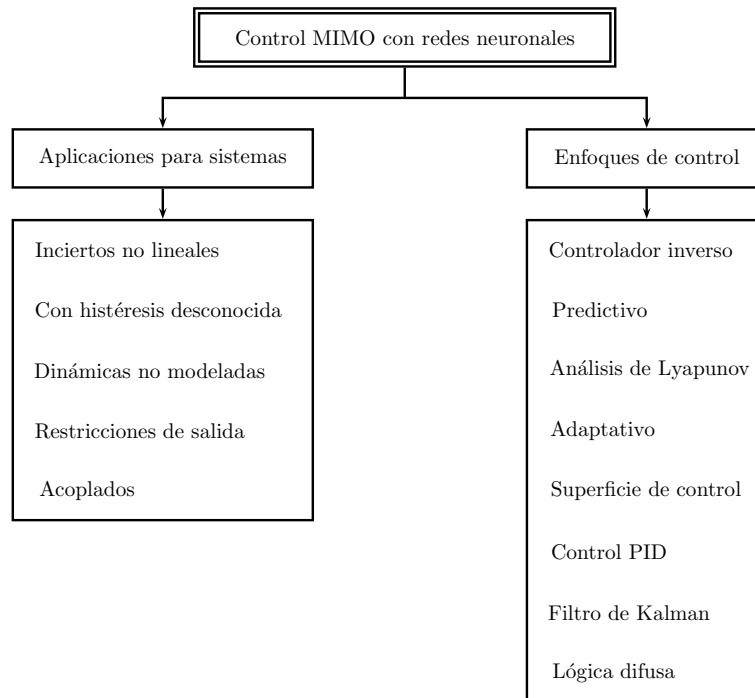 Control MIMO con redes neuronales
Aplicaciones para sistemas
Inciertos no lineales
Con histéresis desconocida
Dinámicas no modeladas
Restricciones de salida
Acoplados
Enfoques de control
Controlador inverso
Predictivo
Análisis de Lyapunov
Adaptativo
Superficie de control
Control PID
Filtro de Kalman
Lógica difusa